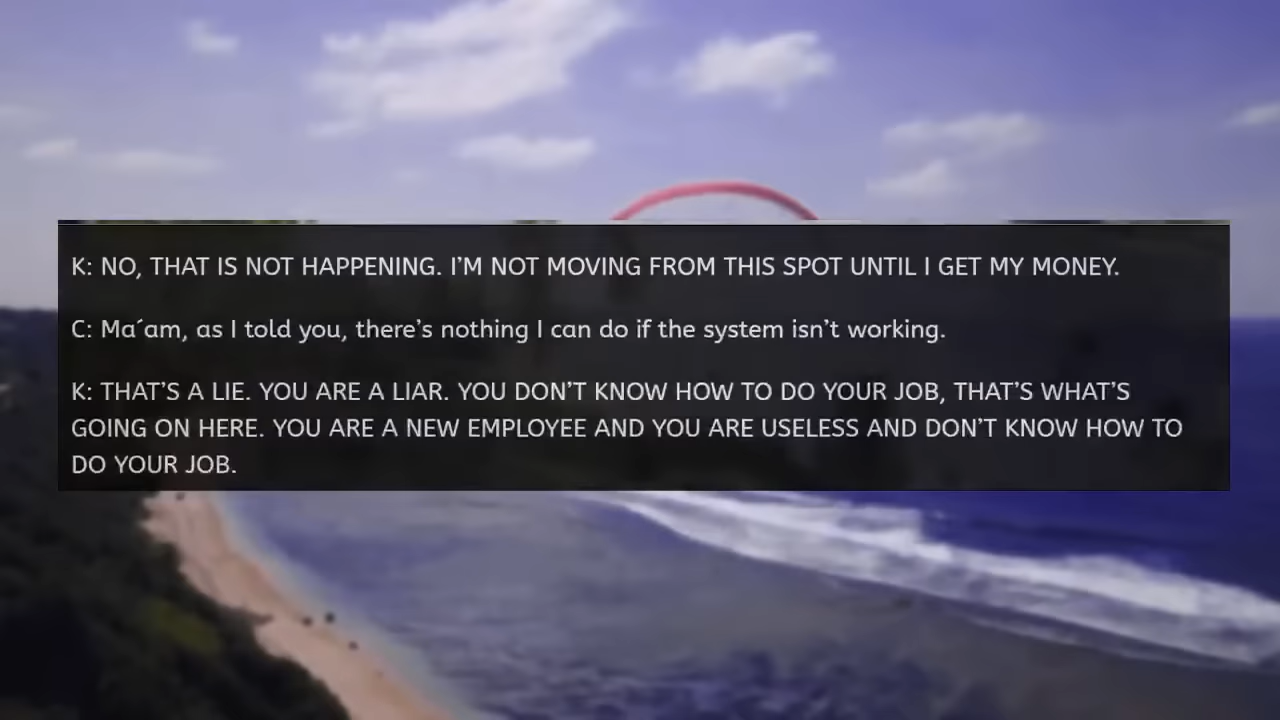 K: NO, THAT IS NOT HAPPENING. I’M NOT MOVING FROM THIS SPOT UNTIL I GET MY MONEY.
C: Ma´am, as I told you, there’s nothing I can do if the system isn’t working.
K: THAT’S A LIE. YOU ARE A LIAR. YOU DON’T KNOW HOW TO DO YOUR JOB, THAT’S WHAT’S
GOING ON HERE. YOU ARE A NEW EMPLOYEE AND YOU ARE USELESS AND DON’T KNOW HOW TO
DO YOUR JOB.